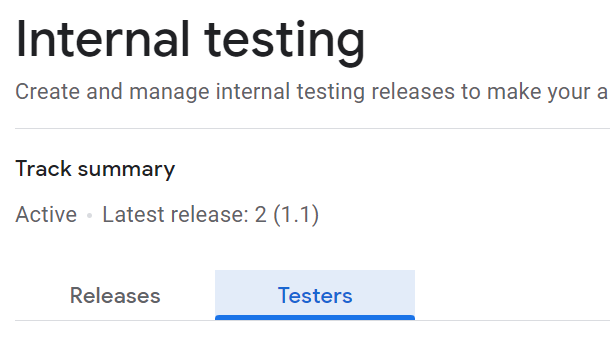 Internal testing
Create and manage internal testing releases to make your a
Track summary
Active • Latest release: 2 (1.1)
Releases Testers